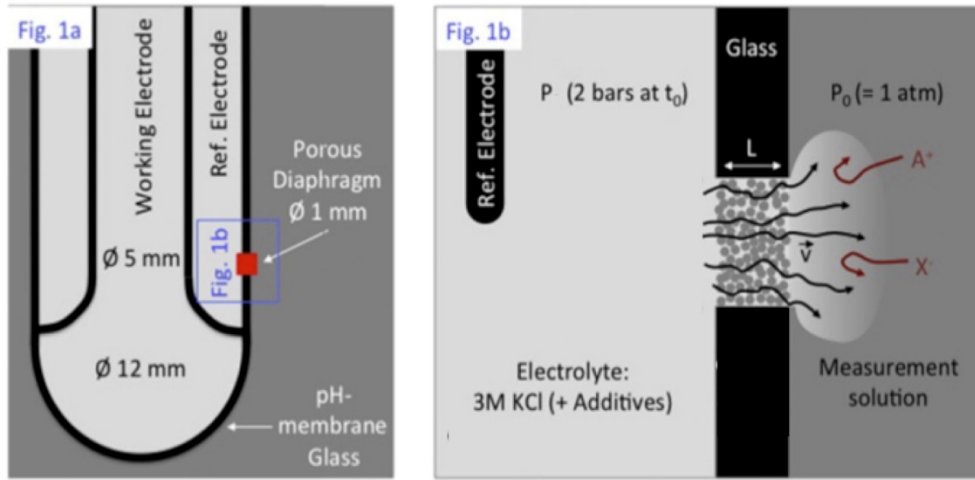 Fig. 1a
Working Electrode
Ref. Electrode
Porous
Diaphragm
Ø 1 mm
Fig. 1b
Ø 5 mm
Ø 12 mm
pH-
membrane
Glass
Fig. 1b
Ref. Electrode
P (2 bars at t₀)
Glass
P₀ (= 1 atm)
L
A⁺
v
X⁻
Electrolyte:
3M KCl (+ Additives)
Measurement
solution